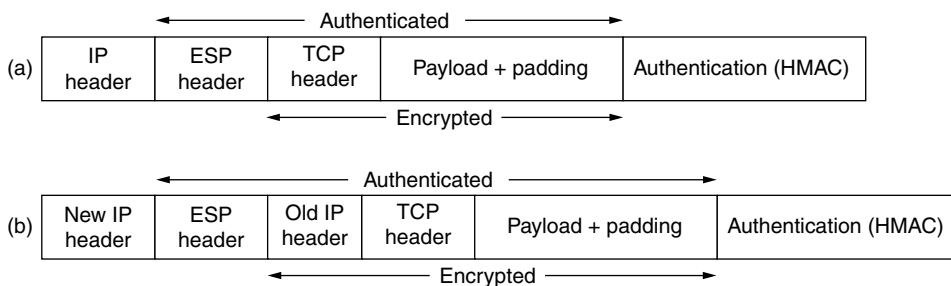 Authenticated
(a)
IP
header
ESP
header
TCP
header
Payload + padding
Authentication (HMAC)
Encrypted
Authenticated
(b)
New IP
header
ESP
header
Old IP
header
TCP
header
Payload + padding
Authentication (HMAC)
Encrypted